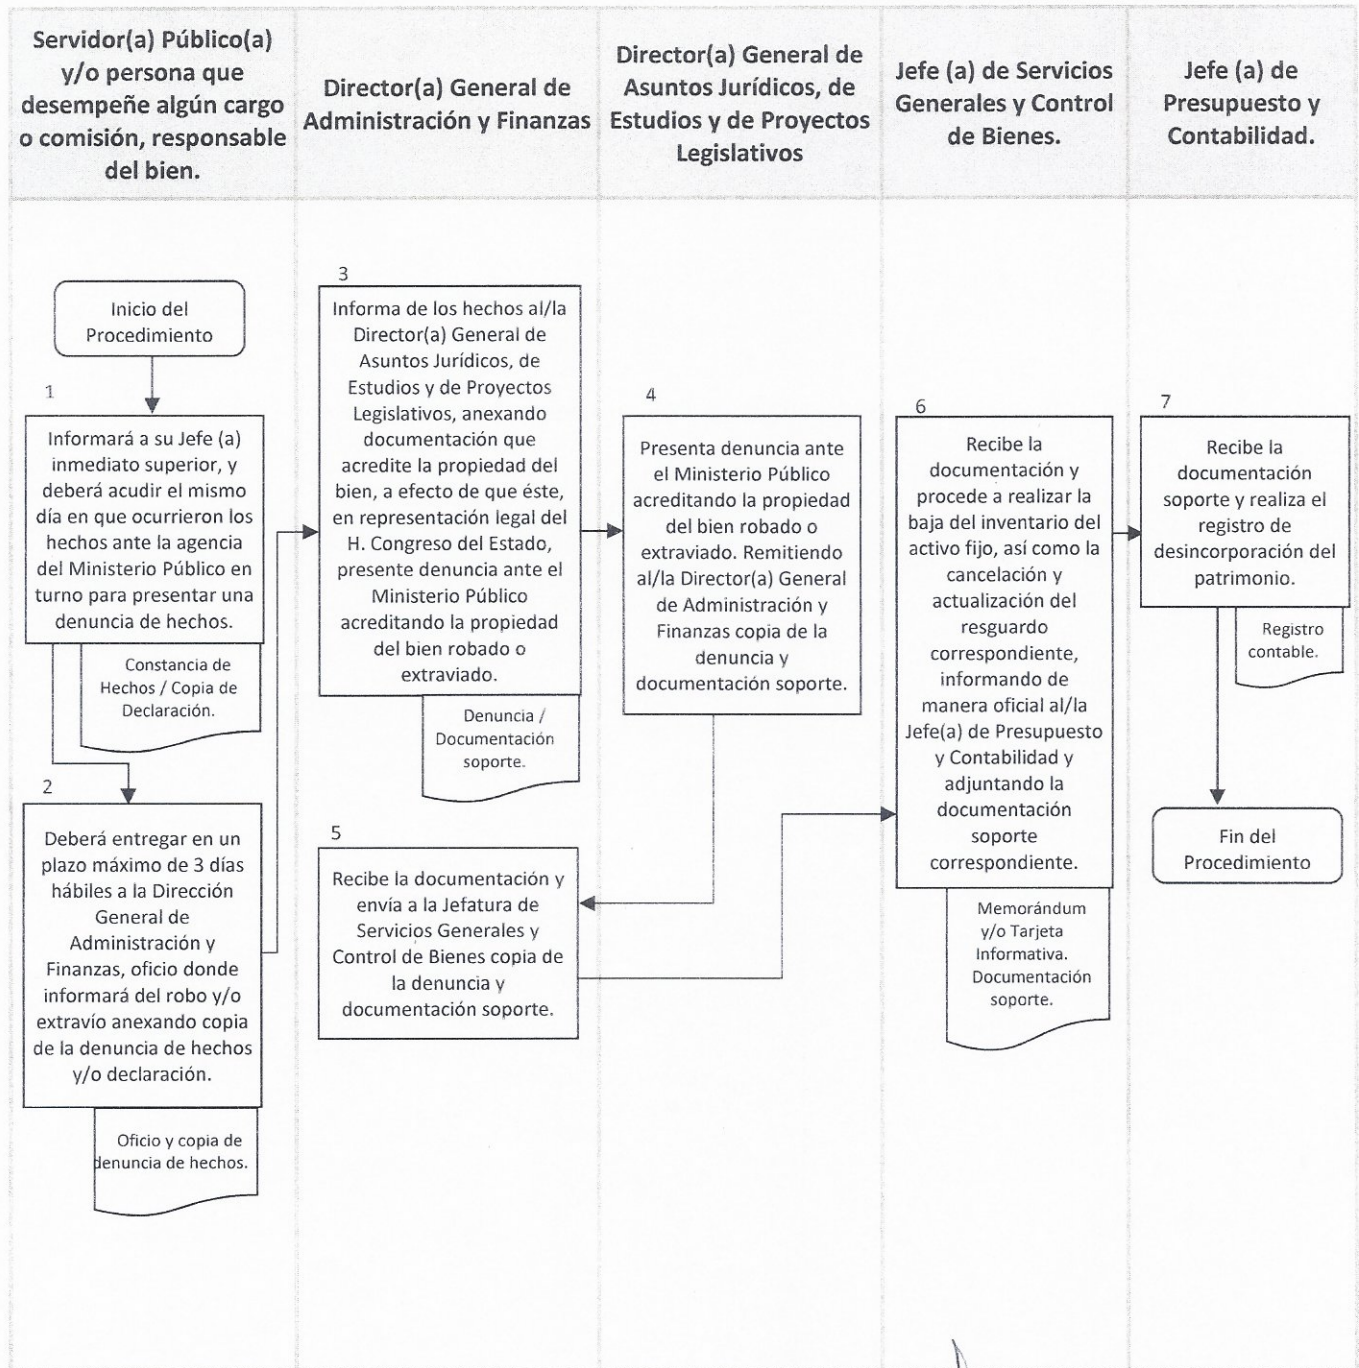 Servidor(a) Público(a)
y/o persona que
desempeñe algún cargo
o comisión, responsable
del bien.
Director(a) General de
Administración y Finanzas
Director(a) General de
Asuntos Jurídicos, de
Estudios y de Proyectos
Legislativos
Jefe (a) de Servicios
Generales y Control
de Bienes.
Jefe (a) de
Presupuesto y
Contabilidad.
Inicio del
Procedimiento
1
Informará a su Jefe (a)
inmediato superior, y
deberá acudir el mismo
día en que ocurrieron los
hechos ante la agencia
del Ministerio Público en
turno para presentar una
denuncia de hechos.
Constancia de
Hechos / Copia de
Declaración.
2
Deberá entregar en un
plazo máximo de 3 días
hábiles a la Dirección
General de
Administración y
Finanzas, oficio donde
informará del robo y/o
extravío anexando copia
de la denuncia de hechos
y/o declaración.
Oficio y copia de
denuncia de hechos.
3
Informa de los hechos al/la
Director(a) General de
Asuntos Jurídicos, de
Estudios y de Proyectos
Legislativos, anexando
documentación que
acredite la propiedad del
bien, a efecto de que éste,
en representación legal del
H. Congreso del Estado,
presente denuncia ante el
Ministerio Público
acreditando la propiedad
del bien robado o
extraviado.
Denuncia /
Documentación
soporte.
4
Presenta denuncia ante
el Ministerio Público
acreditando la propiedad
del bien robado o
extraviado. Remitiendo
al/la Director(a) General
de Administración y
Finanzas copia de la
denuncia y
documentación soporte.
5
Recibe la documentación y
envía a la Jefatura de
Servicios Generales y
Control de Bienes copia de
la denuncia y
documentación soporte.
6
Recibe la
documentación y
procede a realizar la
baja del inventario del
activo fijo, así como la
cancelación y
actualización del
resguardo
correspondiente,
informando de
manera oficial al/la
Jefe(a) de Presupuesto
y Contabilidad y
adjuntando la
documentación
soporte
correspondiente.
Memorándum
y/o Tarjeta
Informativa.
Documentación
soporte.
7
Recibe la
documentación
soporte y realiza el
registro de
desincorporación del
patrimonio.
Registro
contable.
Fin del
Procedimiento